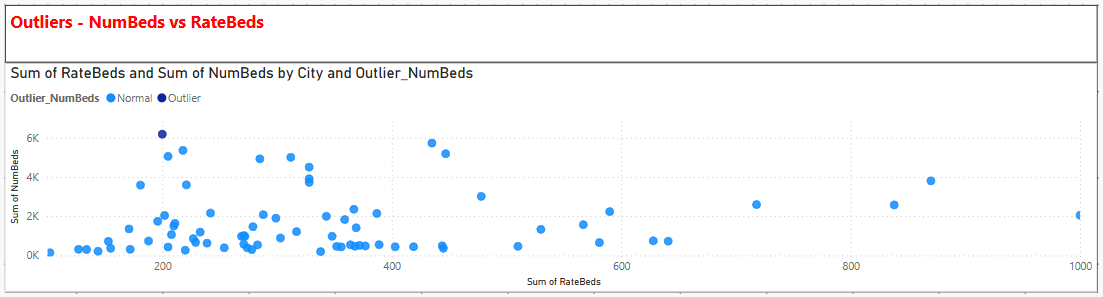 Outliers - NumBeds vs RateBeds
Sum of RateBeds and Sum of NumBeds by City and Outlier_NumBeds
Outlier_NumBeds Normal Outlier
6K
4K
2K
0K
Sum of NumBeds
200 400 600 800 1000
Sum of RateBeds